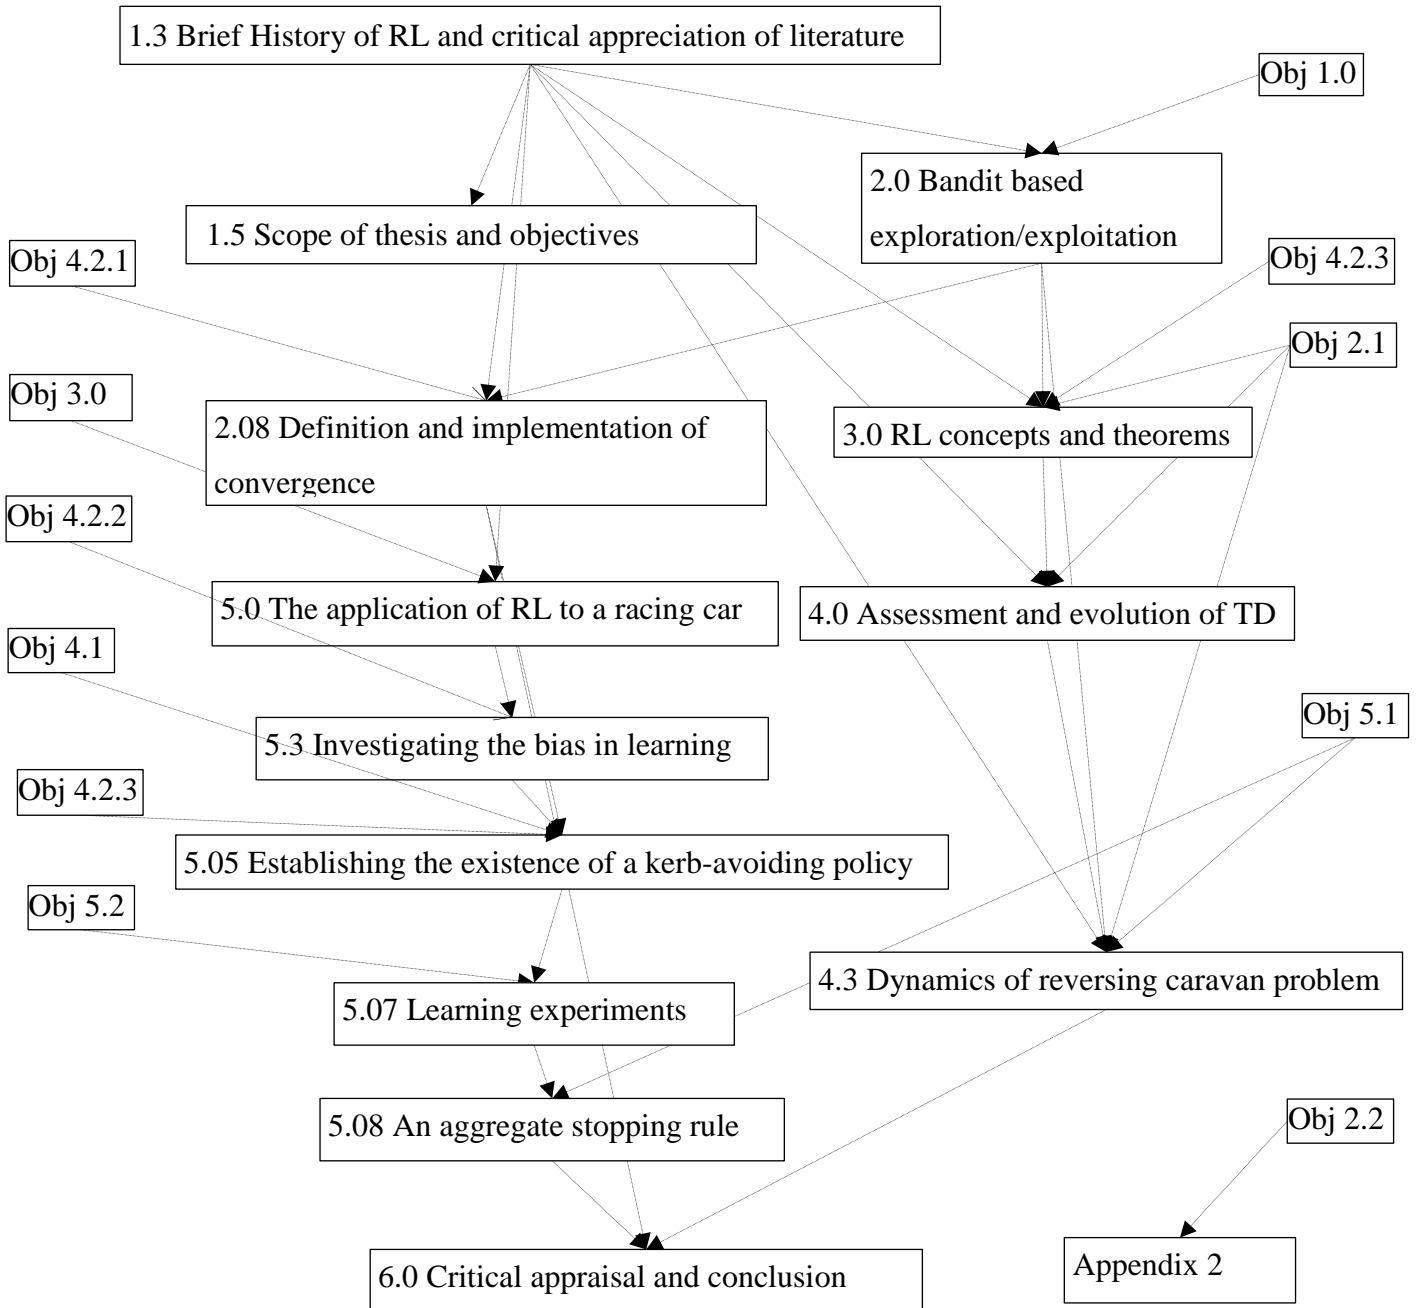 1.3 Brief History of RL and critical appreciation of literature
Obj 1.0
2.0 Bandit based
exploration/exploitation
1.5 Scope of thesis and objectives
Obj 4.2.1
Obj 4.2.3
Obj 2.1
Obj 3.0
2.08 Definition and implementation of
convergence
3.0 RL concepts and theorems
Obj 4.2.2
5.0 The application of RL to a racing car
4.0 Assessment and evolution of TD
Obj 4.1
Obj 5.1
5.3 Investigating the bias in learning
Obj 4.2.3
5.05 Establishing the existence of a kerb-avoiding policy
Obj 5.2
4.3 Dynamics of reversing caravan problem
5.07 Learning experiments
5.08 An aggregate stopping rule
Obj 2.2
6.0 Critical appraisal and conclusion
Appendix 2